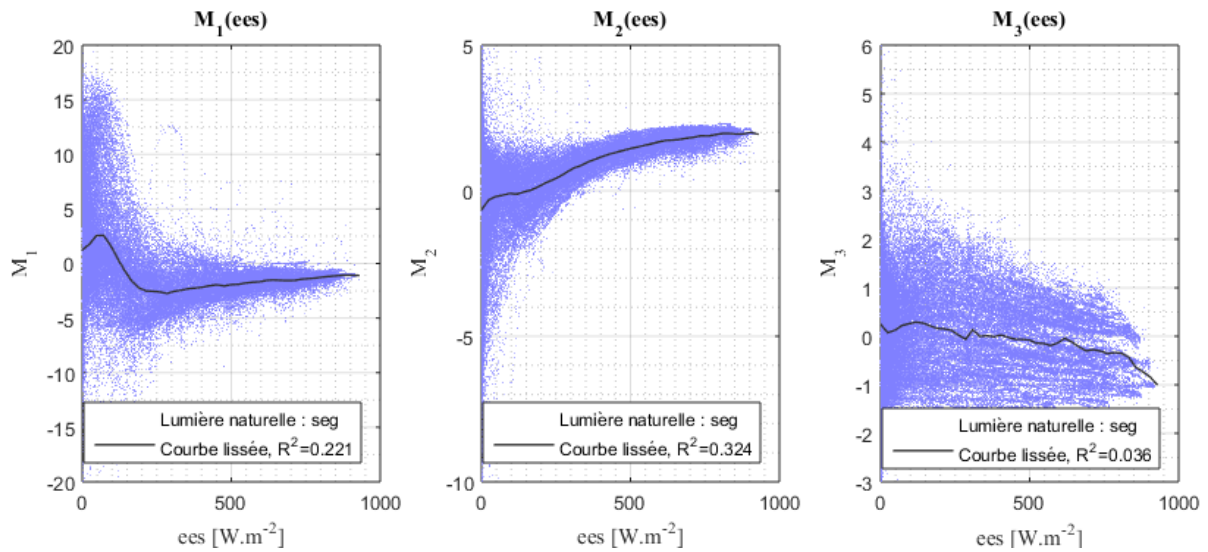 M₁(ees)
20
15
10
5
0
-5
-10
-15
-20
M₁
Lumière naturelle : seg
Courbe lissée, R²=0.221
0 500 1000
ees [W.m⁻²]
M₂(ees)
5
0
-5
-10
M₂
Lumière naturelle : seg
Courbe lissée, R²=0.324
0 500 1000
ees [W.m⁻²]
M₃(ees)
6
5
4
3
2
1
0
-1
-2
-3
M₃
Lumière naturelle : seg
Courbe lissée, R²=0.036
0 500 1000
ees [W.m⁻²]